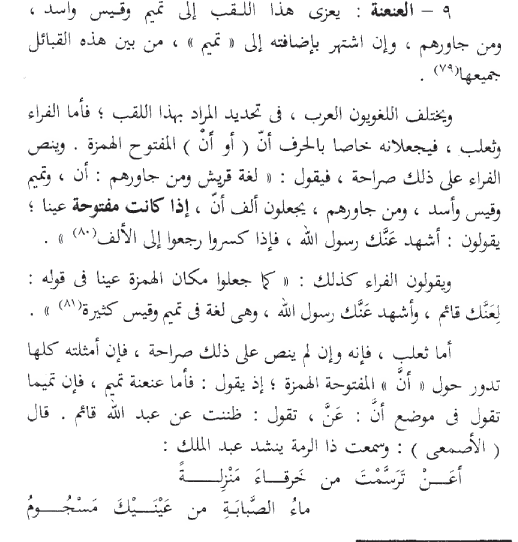 ٩ – العنعنة : يعزى هذا اللقب إلى تميم وقيس وأسد ،
ومن جاورهم ، وإن اشتهر بإضافته إلى « تميم » ، من بين هذه القبائل
جميعها(٧٩) .
ويختلف اللغويون العرب ، فى تحديد المراد بهذا اللقب ؛ فأما الفراء
وثعلب ، فيجعلانه خاصا بالحرف أنّ ( أو أنْ ) المفتوح الهمزة . وينص
الفراء على ذلك صراحة ، فيقول : « لغة قريش ومن جاورهم : أن ، وتميم
وقيس وأسد ، ومن جاورهم ، يجعلون ألف أنّ ، إذا كانت مفتوحة عينا ؛
يقولون : أشهد عَنَّك رسول الله ، فإذا كسروا رجعوا إلى الألف(٨٠) » .
ويقولون الفراء كذلك : « كما جعلوا مكان الهمزة عينا فى قوله :
لِعَنَّك قائم ، وأشهد عَنَّك رسول الله ، وهى لغة فى تميم وقيس كثيرة(٨١) » .
أما ثعلب ، فإنه وإن لم ينص على ذلك صراحة ، فإن أمثلته كلها
تدور حول « أنَّ » المفتوحة الهمزة ؛ إذ يقول : فأما عنعنة تميم ، فإن تميما
تقول فى موضع أنَّ : عَنَّ ، تقول : ظننت عن عبد الله قائم . قال
( الأصمعى ) : وسمعت ذا الرمة ينشد عبد الملك :
أَعَنْ تَرَسَّمْتَ من خَرقاءَ مَنْزِلةً
ماءُ الصَّبابَةِ من عَيْنَيْكَ مَسْجُومُ